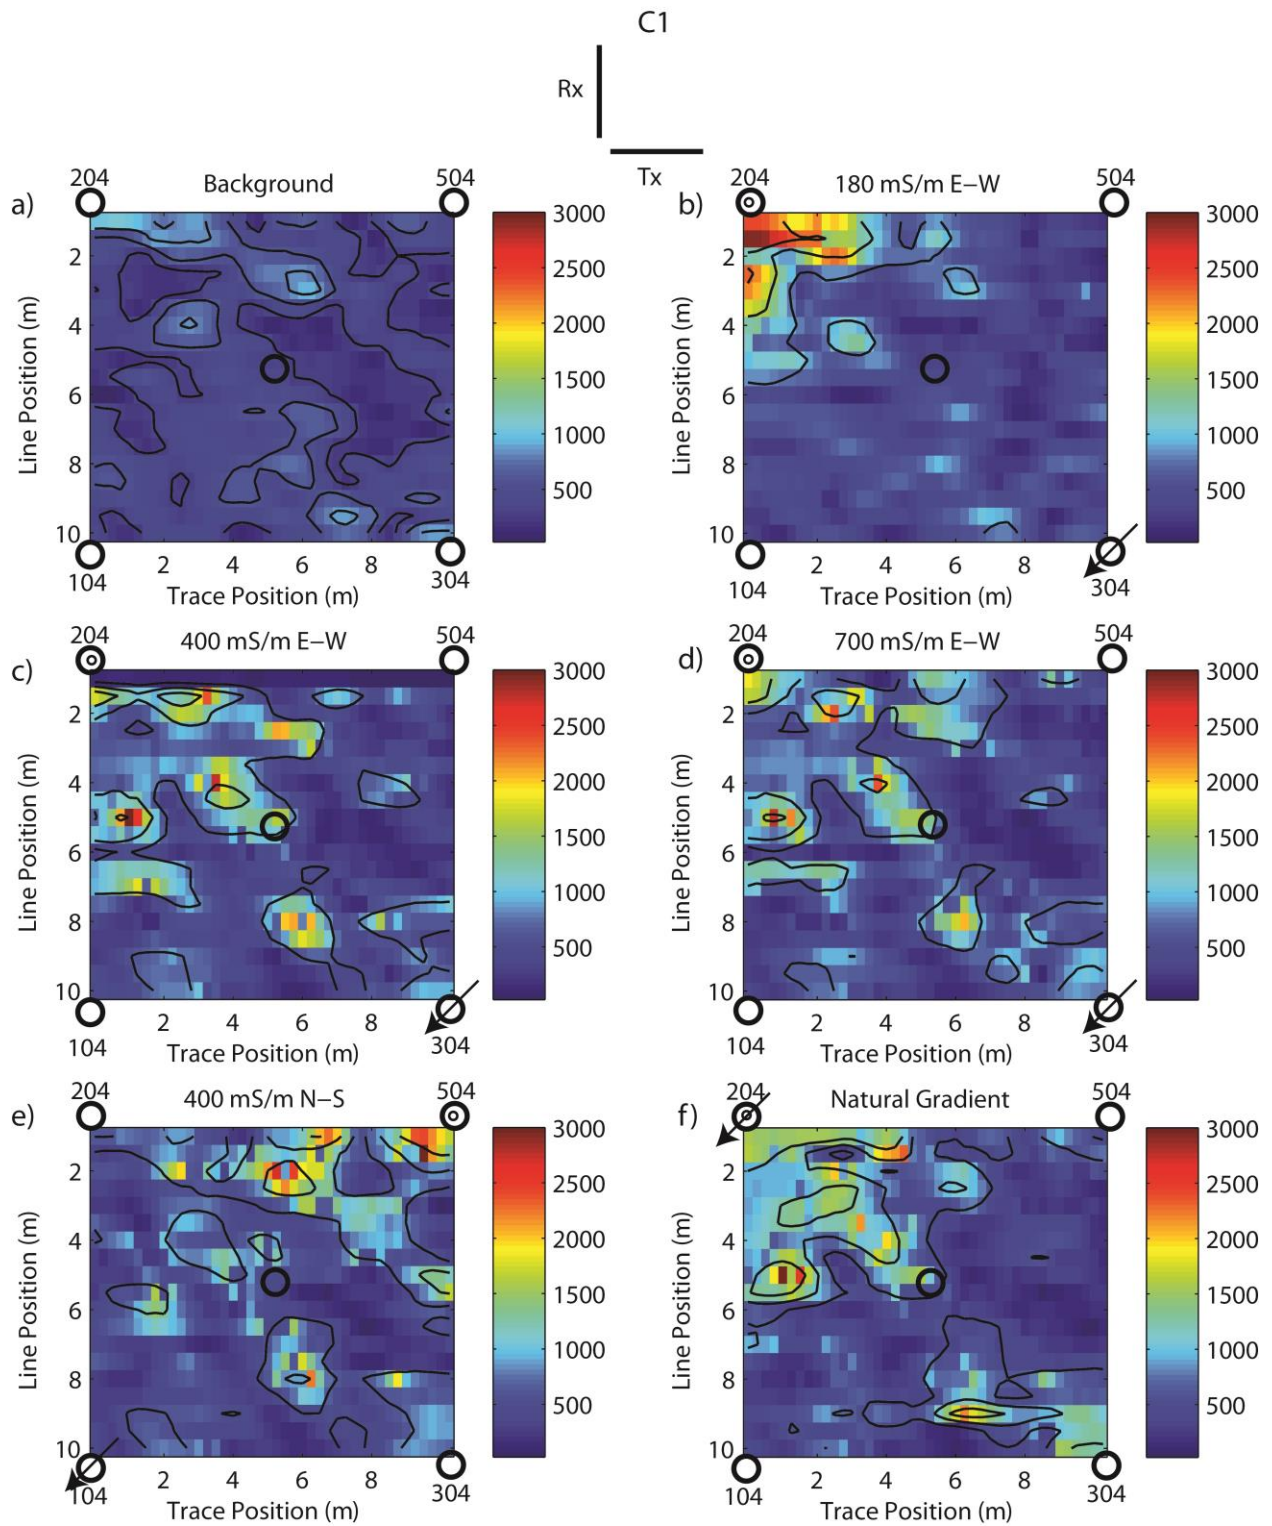 C1
Rx
Tx
a)
204
Background
504
2
4
6
8
10
Line Position (m)
3000
2500
2000
1500
1000
500
104
2 4 6 8
304
Trace Position (m)
b)
204
180 mS/m E−W
504
2
4
6
8
10
Line Position (m)
3000
2500
2000
1500
1000
500
104
2 4 6 8
304
Trace Position (m)
c)
204
400 mS/m E−W
504
2
4
6
8
10
Line Position (m)
3000
2500
2000
1500
1000
500
104
2 4 6 8
304
Trace Position (m)
d)
204
700 mS/m E−W
504
2
4
6
8
10
Line Position (m)
3000
2500
2000
1500
1000
500
104
2 4 6 8
304
Trace Position (m)
e)
204
400 mS/m N−S
504
2
4
6
8
10
Line Position (m)
3000
2500
2000
1500
1000
500
104
2 4 6 8
304
Trace Position (m)
f)
204
Natural Gradient
504
2
4
6
8
10
Line Position (m)
3000
2500
2000
1500
1000
500
104
2 4 6 8
304
Trace Position (m)